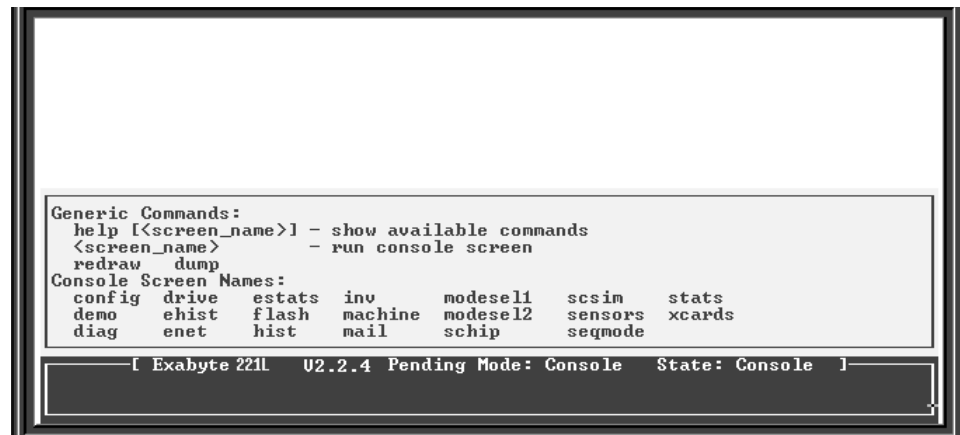 Generic Commands:
help [<screen_name>] - show available commands
<screen_name> - run console screen
redraw dump
Console Screen Names:
config drive estats inv modesel1 scsim stats
demo ehist flash machine modesel2 sensors xcards
diag enet hist mail schip seqmode
[ Exabyte 221L V2.2.4 Pending Mode: Console State: Console ]